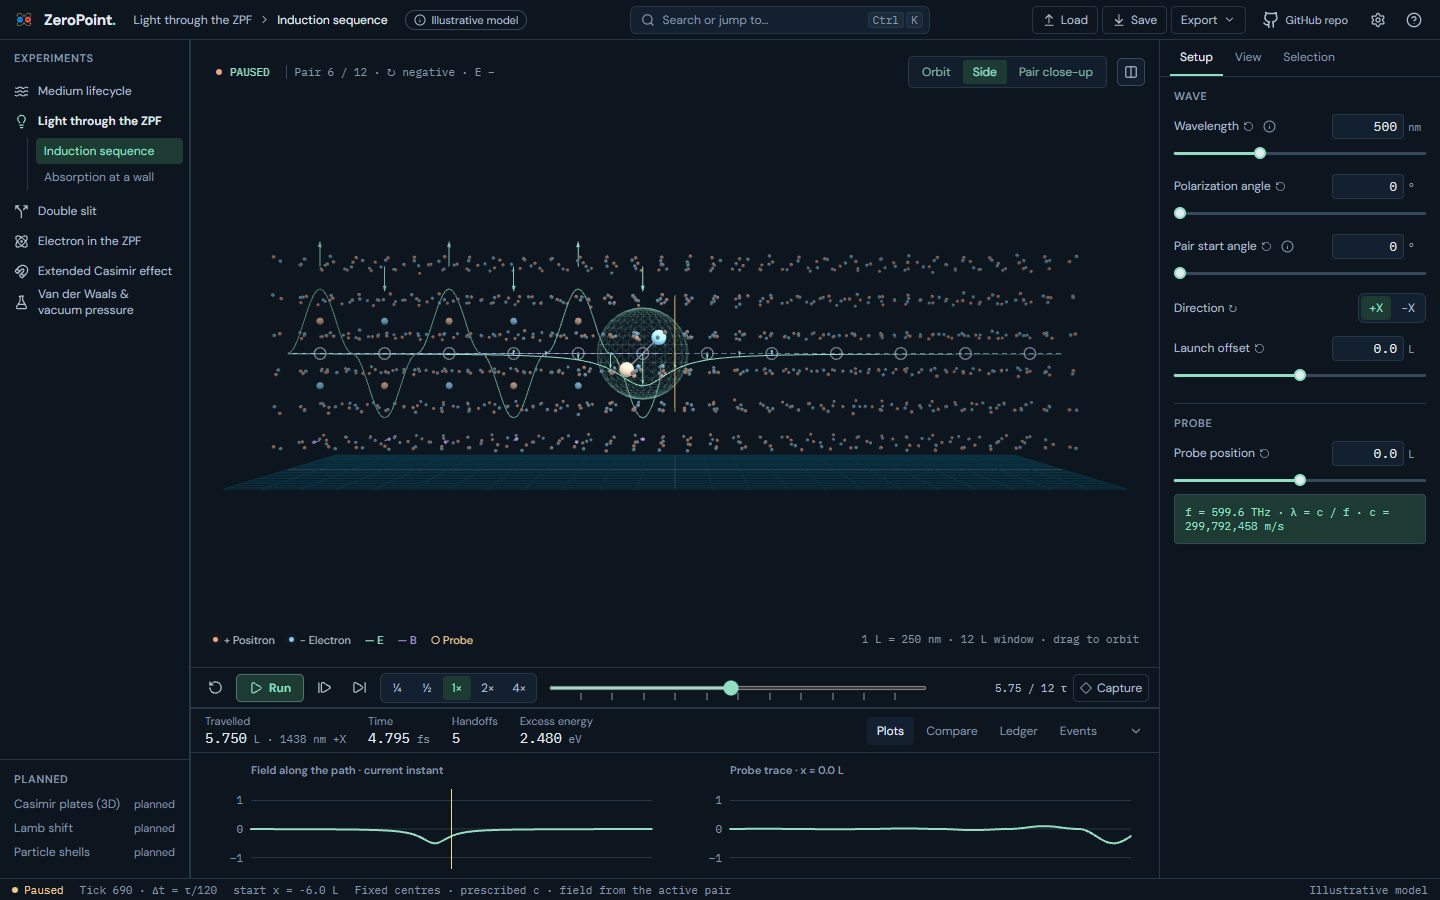 ZeroPoint. Light through the ZPF > Induction sequence Illustrative model Search or jump to... Ctrl K Load Save Export GitHub repo
EXPERIMENTS
Medium lifecycle
Light through the ZPF
Induction sequence
Absorption at a wall
Double slit
Electron in the ZPF
Extended Casimir effect
Van der Waals &
vacuum pressure
PLANNED
Casimir plates (3D) planned
Lamb shift planned
Particle shells planned
PAUSED Pair 6 / 12 · ↻ negative · E −
Orbit Side Pair close-up
+ Positron − Electron — E — B Probe
1 L = 250 nm · 12 L window · drag to orbit
Run ¼ ½ 1× 2× 4× 5.75 / 12 τ Capture
Travelled Time Handoffs Excess energy
5.750 L · 1438 nm +X 4.795 fs 5 2.480 eV
Plots Compare Ledger Events
Field along the path · current instant
1
0
−1
Probe trace · x = 0.0 L
1
0
−1
Setup View Selection
WAVE
Wavelength 500 nm
Polarization angle 0 °
Pair start angle 0 °
Direction +X −X
Launch offset 0.0 L
PROBE
Probe position 0.0 L
f = 599.6 THz · λ = c / f · c =
299,792,458 m/s
Paused Tick 690 · Δt = τ/120 start x = -6.0 L Fixed centres · prescribed c · field from the active pair Illustrative model